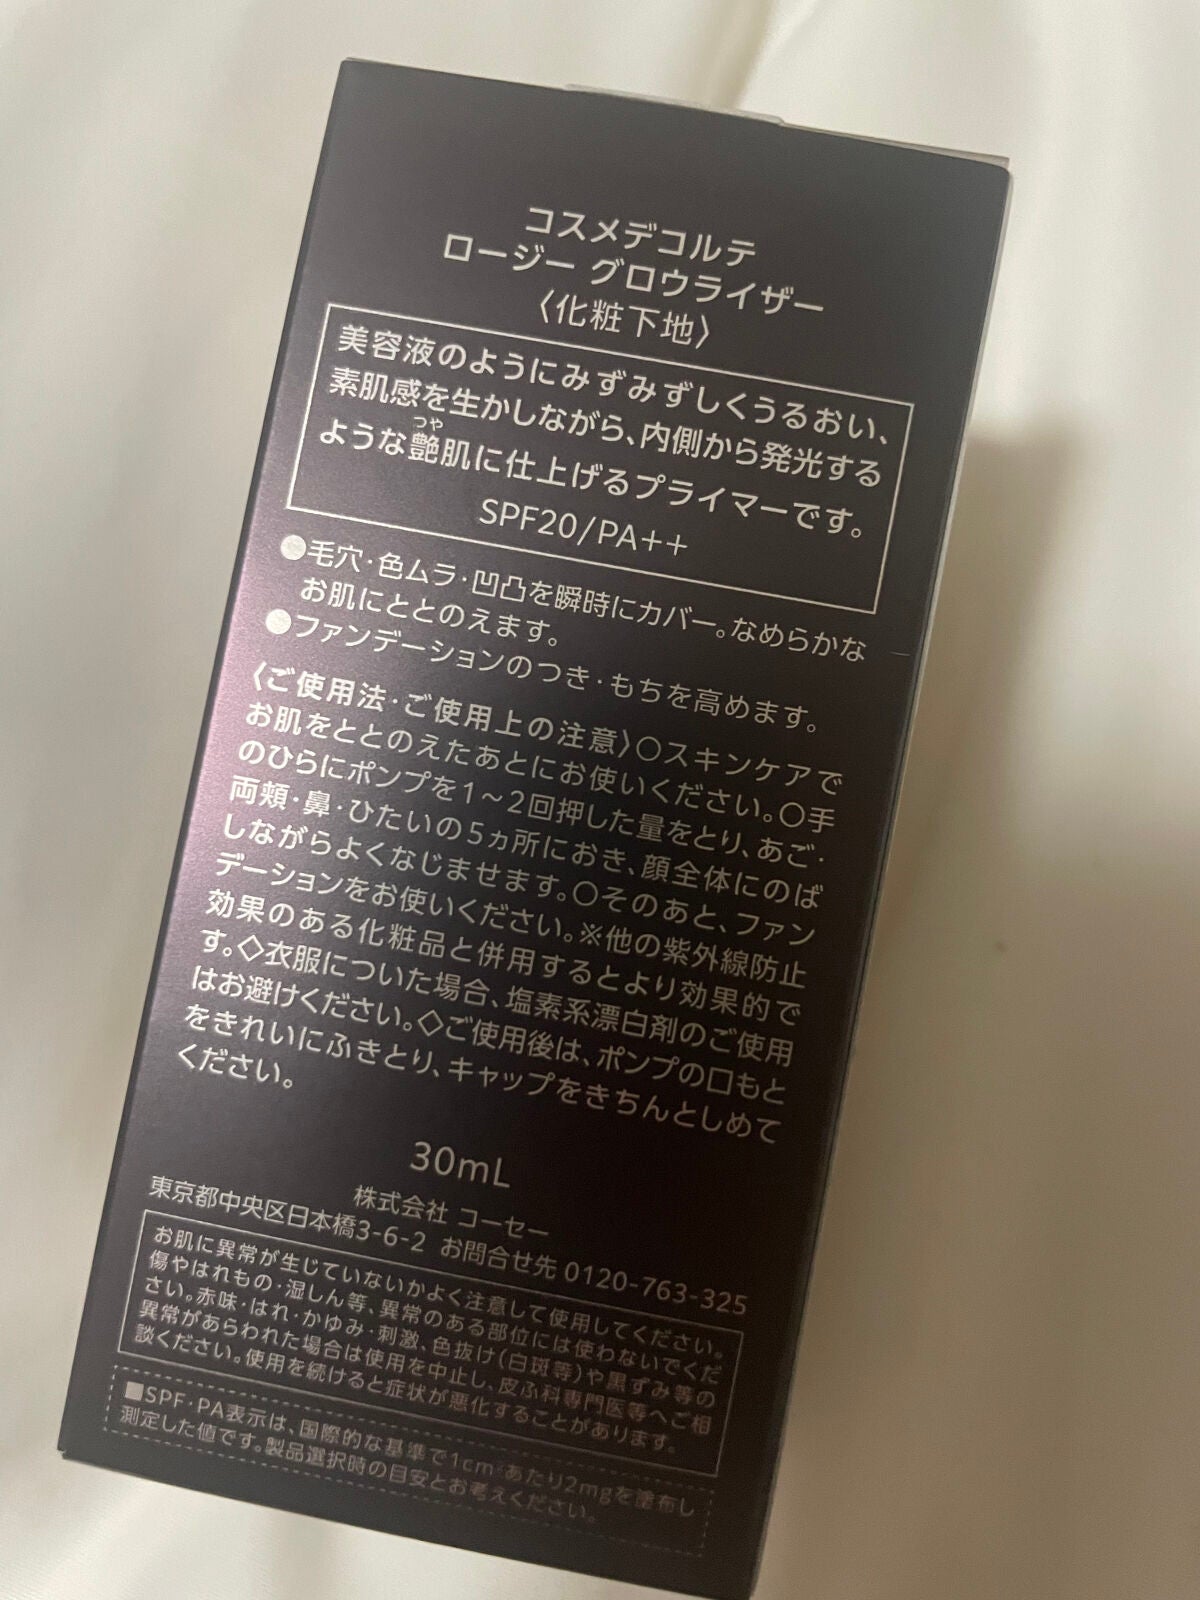 コスメデコルテ
ロージー グロウライザー
〈化粧下地〉
美容液のようにみずみずしくうるおい、
素肌感を生かしながら、内側から発光する
ような艶肌に仕上げるプライマーです。
つや
SPF20/PA++
●毛穴・色ムラ・凹凸を瞬時にカバー。なめらかな
お肌にととのえます。
●ファンデーションのつき・もちを高めます。
〈ご使用法・ご使用上の注意〉○スキンケアで
お肌をととのえたあとにお使いください。○手
のひらにポンプを1～2回押した量をとり、あご・
両頰・鼻・ひたいの5ヵ所におき、顔全体にのば
しながらよくなじませます。○そのあと、ファン
デーションをお使いください。※他の紫外線防止
効果のある化粧品と併用するとより効果的で
す。◇衣服についた場合、塩素系漂白剤のご使用
はお避けください。◇ご使用後は、ポンプの口もと
をきれいにふきとり、キャップをきちんとしめて
ください。
30mL
株式会社 コーセー
東京都中央区日本橋3-6-2 お問合せ先 0120-763-325
お肌に異常が生じていないかよく注意して使用してください。
傷やはれもの・湿しん等、異常のある部位には使わないでくだ
さい。赤味・はれ・かゆみ・刺激、色抜け(白斑等)や黒ずみ等の
異常があらわれた場合は使用を中止し、皮ふ科専門医等へご相
談ください。使用を続けると症状が悪化することがあります。
■SPF・PA表示は、国際的な基準で1cm²あたり2mgを塗布し
測定した値です。製品選択時の目安とお考えください。